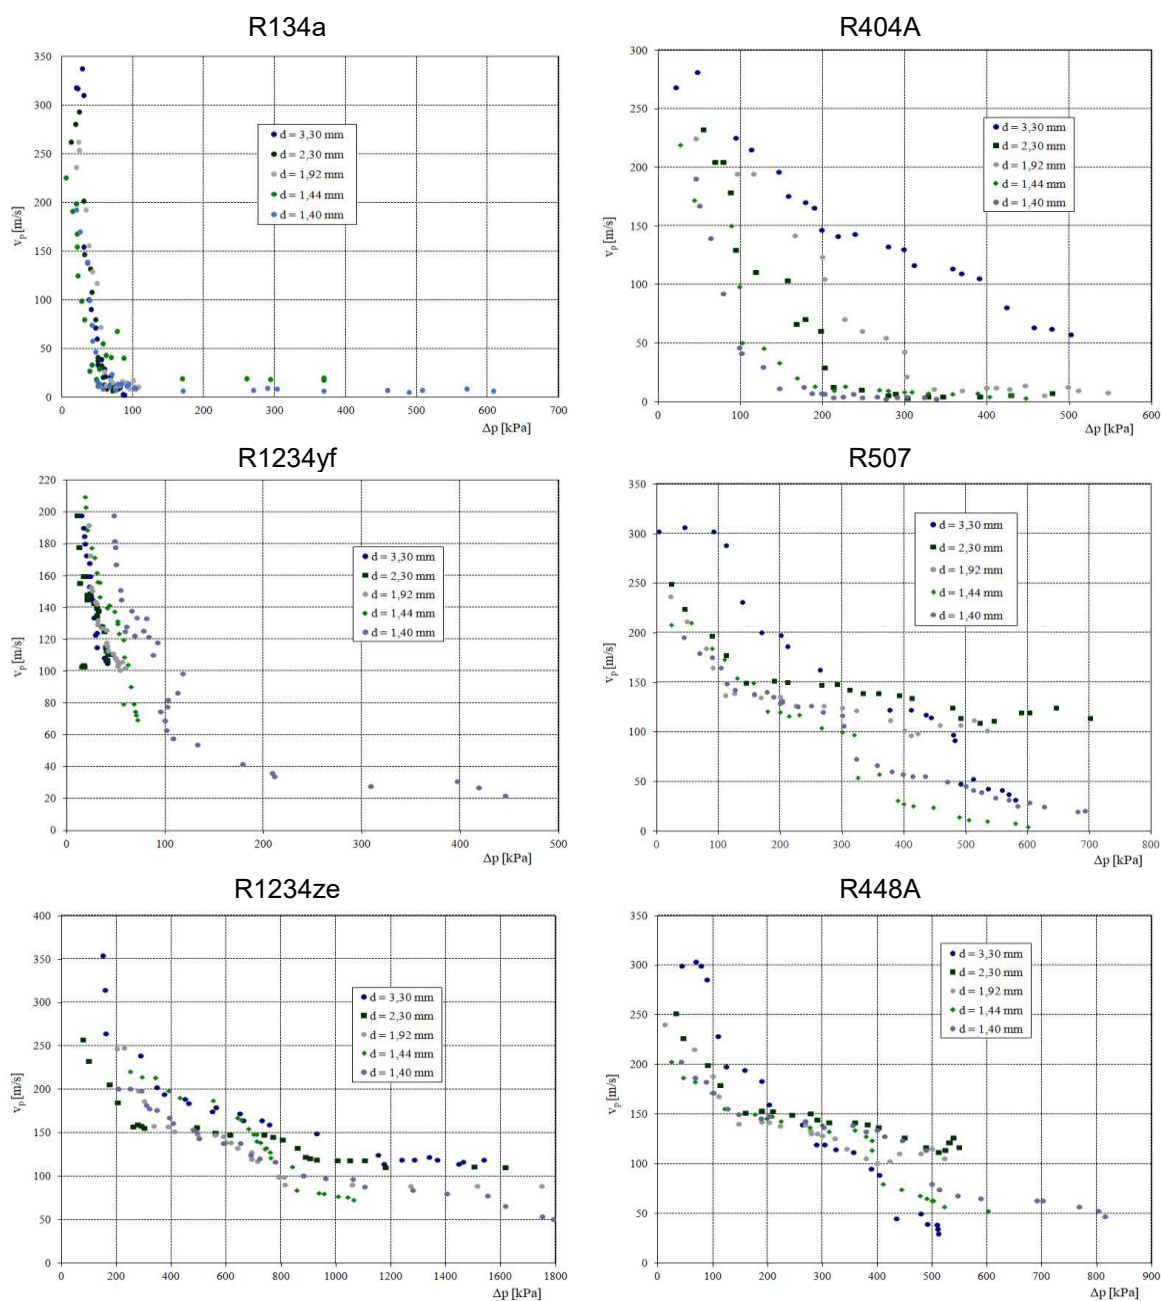 R134a
350
300
250
200
150
100
50
0
v_p [m/s]
d = 3,30 mm
d = 2,30 mm
d = 1,92 mm
d = 1,44 mm
d = 1,40 mm
0 100 200 300 400 500 600 700
Δp [kPa]
R404A
300
250
200
150
100
50
0
v_p [m/s]
d = 3,30 mm
d = 2,30 mm
d = 1,92 mm
d = 1,44 mm
d = 1,40 mm
0 100 200 300 400 500 600
Δp [kPa]
R1234yf
220
200
180
160
140
120
100
80
60
40
20
0
v_p [m/s]
d = 3,30 mm
d = 2,30 mm
d = 1,92 mm
d = 1,44 mm
d = 1,40 mm
0 100 200 300 400 500
Δp [kPa]
R507
350
300
250
200
150
100
50
0
v_p [m/s]
d = 3,30 mm
d = 2,30 mm
d = 1,92 mm
d = 1,44 mm
d = 1,40 mm
0 100 200 300 400 500 600 700 800
Δp [kPa]
R1234ze
400
350
300
250
200
150
100
50
0
v_p [m/s]
d = 3,30 mm
d = 2,30 mm
d = 1,92 mm
d = 1,44 mm
d = 1,40 mm
0 200 400 600 800 1000 1200 1400 1600 1800
Δp [kPa]
R448A
350
300
250
200
150
100
50
0
v_p [m/s]
d = 3,30 mm
d = 2,30 mm
d = 1,92 mm
d = 1,44 mm
d = 1,40 mm
0 100 200 300 400 500 600 700 800 900
Δp [kPa]